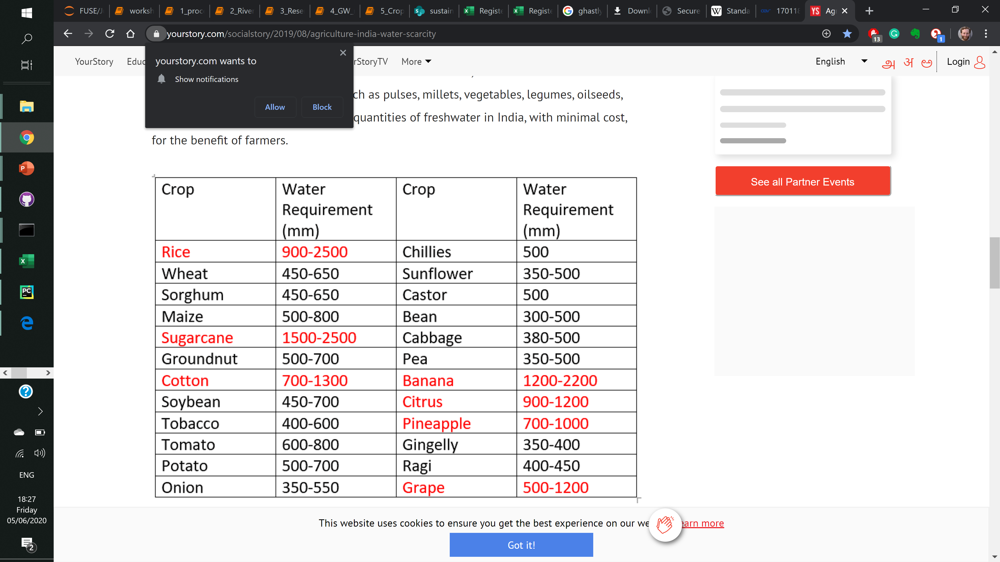 FUSE/J
worksh
1_proc
2_River
3_Rese
4_GW_
5_Crop
sustain
Registe
Registe
ghastly
Downl
Secure
Standa
170118
Ag
yourstory.com/socialstory/2019/08/agriculture-india-water-scarcity
13
1
YourStory Educ rStoryTV More English அ अ ಅ Login
yourstory.com wants to
Show notifications
Allow Block
ch as pulses, millets, vegetables, legumes, oilseeds,
quantities of freshwater in India, with minimal cost,
for the benefit of farmers.
See all Partner Events
Crop Water Requirement (mm) Crop Water Requirement (mm)
Rice 900-2500 Chillies 500
Wheat 450-650 Sunflower 350-500
Sorghum 450-650 Castor 500
Maize 500-800 Bean 300-500
Sugarcane 1500-2500 Cabbage 380-500
Groundnut 500-700 Pea 350-500
Cotton 700-1300 Banana 1200-2200
Soybean 450-700 Citrus 900-1200
Tobacco 400-600 Pineapple 700-1000
Tomato 600-800 Gingelly 350-400
Potato 500-700 Ragi 400-450
Onion 350-550 Grape 500-1200
This website uses cookies to ensure you get the best experience on our we earn more
Got it!
ENG
18:27
Friday
05/06/2020
2